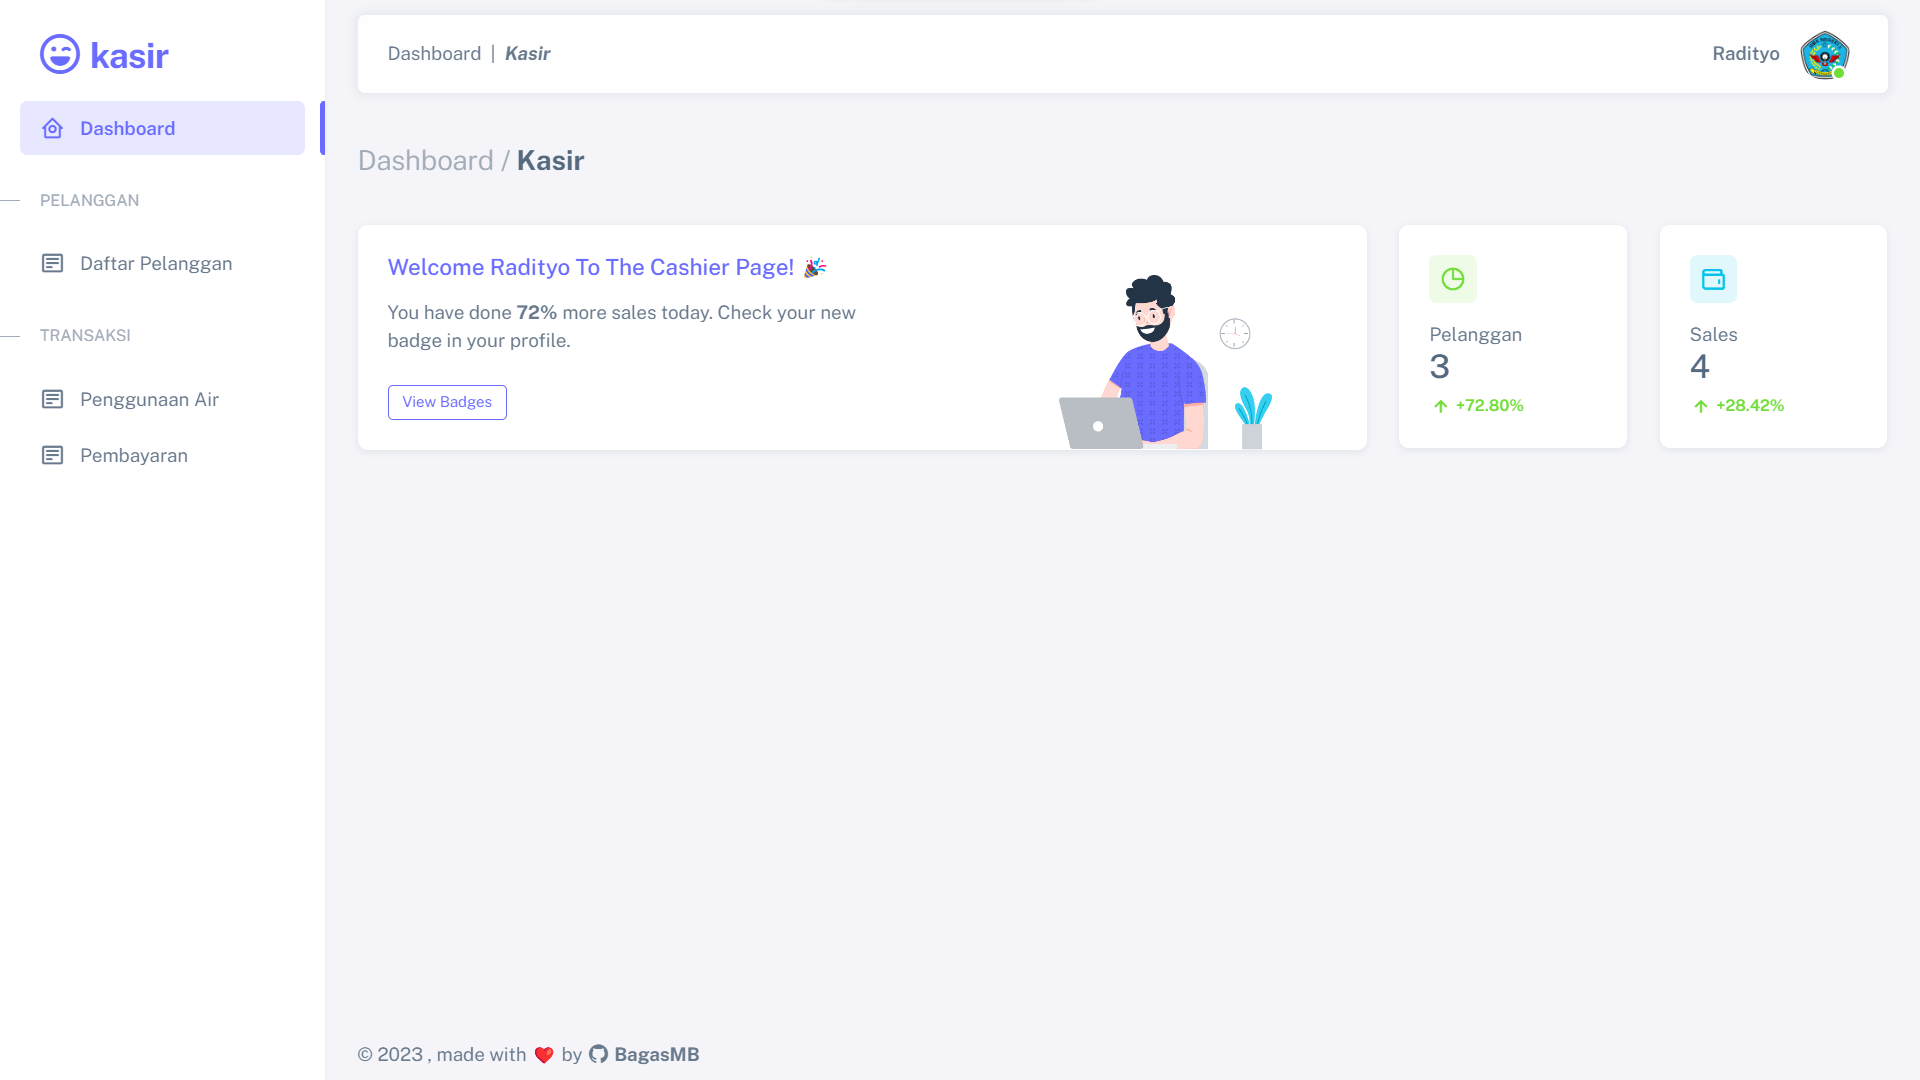 kasir
Dashboard
PELANGGAN
Daftar Pelanggan
TRANSAKSI
Penggunaan Air
Pembayaran
Dashboard | Kasir
Radityo
Dashboard / Kasir
Welcome Radityo To The Cashier Page! 🎉
You have done 72% more sales today. Check your new
badge in your profile.
View Badges
Pelanggan
3
+72.80%
Sales
4
+28.42%
© 2023 , made with ❤️ by BagasMB